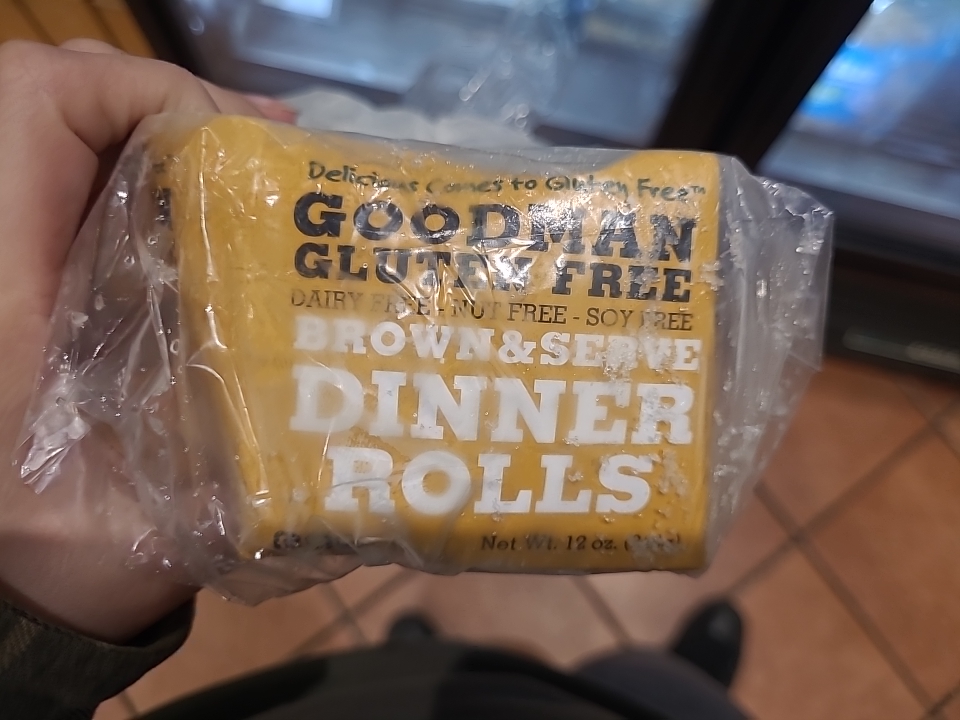 Delicious Comes to Gluten Free™
GOODMAN
GLUTEN FREE
DAIRY FREE - NUT FREE - SOY FREE
BROWN&SERVE
DINNER
ROLLS
Net Wt. 12 oz.